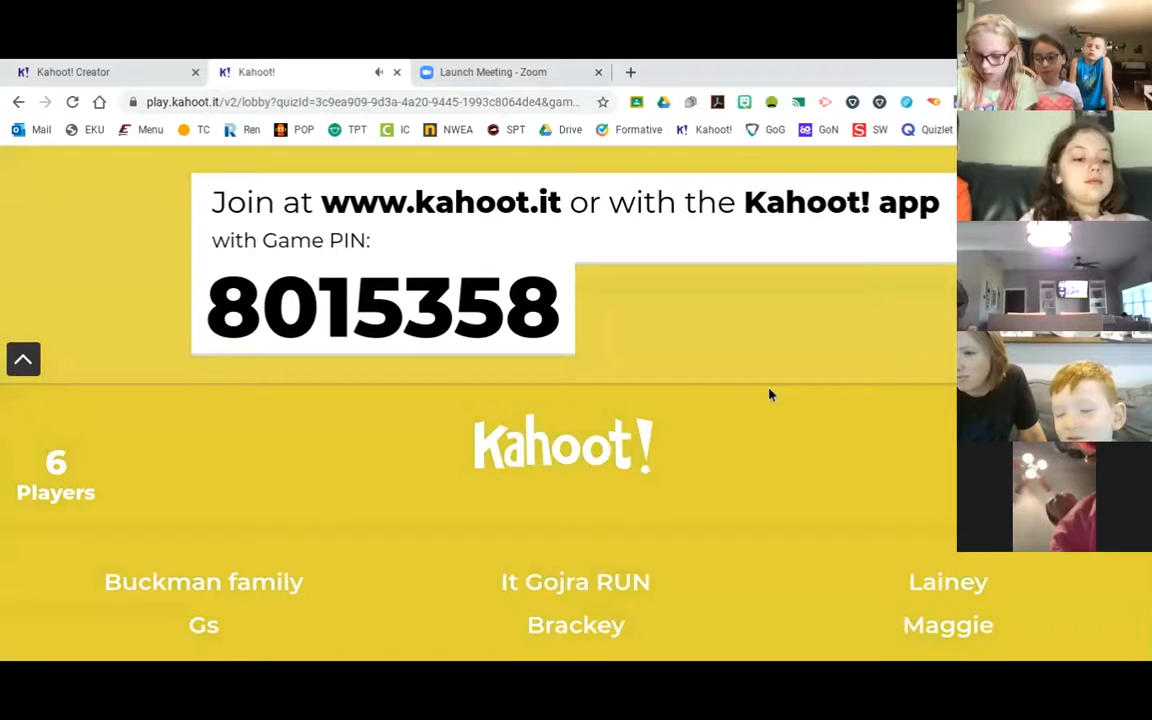 K! Kahoot! Creator
K! Kahoot!
Launch Meeting - Zoom
play.kahoot.it/v2/lobby?quizId=3c9ea909-9d3a-4a20-9445-1993c8064de4&gam...
Mail EKU Menu TC Ren POP TPT IC NWEA SPT Drive Formative K! Kahoot! GoG GoN SW Quizlet
Join at www.kahoot.it or with the Kahoot! app
with Game PIN:
8015358
Kahoot!
6
Players
Buckman family It Gojra RUN Lainey
Gs Brackey Maggie